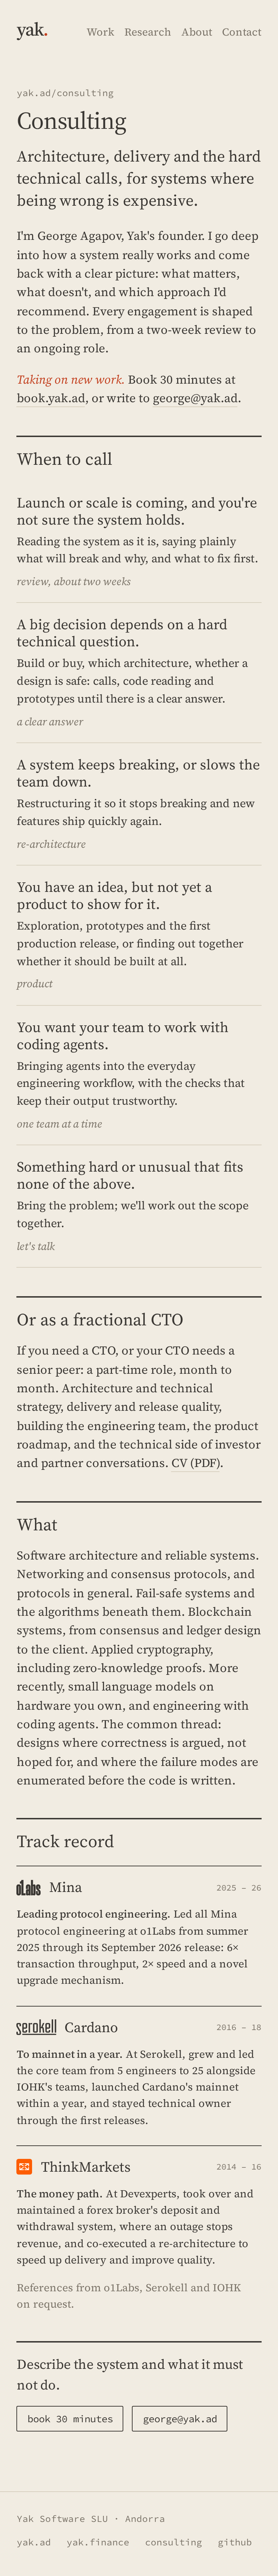 yak.
Work Research About Contact
yak.ad/consulting
Consulting
Architecture, delivery and the hard
technical calls, for systems where
being wrong is expensive.
I'm George Agapov, Yak's founder. I go deep
into how a system really works and come
back with a clear picture: what matters,
what doesn't, and which approach I'd
recommend. Every engagement is shaped
to the problem, from a two-week review to
an ongoing role.
Taking on new work. Book 30 minutes at
book.yak.ad, or write to george@yak.ad.
When to call
Launch or scale is coming, and you're
not sure the system holds.
Reading the system as it is, saying plainly
what will break and why, and what to fix first.
review, about two weeks
A big decision depends on a hard
technical question.
Build or buy, which architecture, whether a
design is safe: calls, code reading and
prototypes until there is a clear answer.
a clear answer
A system keeps breaking, or slows the
team down.
Restructuring it so it stops breaking and new
features ship quickly again.
re-architecture
You have an idea, but not yet a
product to show for it.
Exploration, prototypes and the first
production release, or finding out together
whether it should be built at all.
product
You want your team to work with
coding agents.
Bringing agents into the everyday
engineering workflow, with the checks that
keep their output trustworthy.
one team at a time
Something hard or unusual that fits
none of the above.
Bring the problem; we'll work out the scope
together.
let's talk
Or as a fractional CTO
If you need a CTO, or your CTO needs a
senior peer: a part-time role, month to
month. Architecture and technical
strategy, delivery and release quality,
building the engineering team, the product
roadmap, and the technical side of investor
and partner conversations. CV (PDF).
What
Software architecture and reliable systems.
Networking and consensus protocols, and
protocols in general. Fail-safe systems and
the algorithms beneath them. Blockchain
systems, from consensus and ledger design
to the client. Applied cryptography,
including zero-knowledge proofs. More
recently, small language models on
hardware you own, and engineering with
coding agents. The common thread:
designs where correctness is argued, not
hoped for, and where the failure modes are
enumerated before the code is written.
Track record
o1Labs Mina 2025 – 26
Leading protocol engineering. Led all Mina
protocol engineering at o1Labs from summer
2025 through its September 2026 release: 6×
transaction throughput, 2× speed and a novel
upgrade mechanism.
serokell Cardano 2016 – 18
To mainnet in a year. At Serokell, grew and led
the core team from 5 engineers to 25 alongside
IOHK's teams, launched Cardano's mainnet
within a year, and stayed technical owner
through the first releases.
ThinkMarkets 2014 – 16
The money path. At Devexperts, took over and
maintained a forex broker's deposit and
withdrawal system, where an outage stops
revenue, and co-executed a re-architecture to
speed up delivery and improve quality.
References from o1Labs, Serokell and IOHK
on request.
Describe the system and what it must
not do.
book 30 minutes george@yak.ad
Yak Software SLU · Andorra
yak.ad yak.finance consulting github